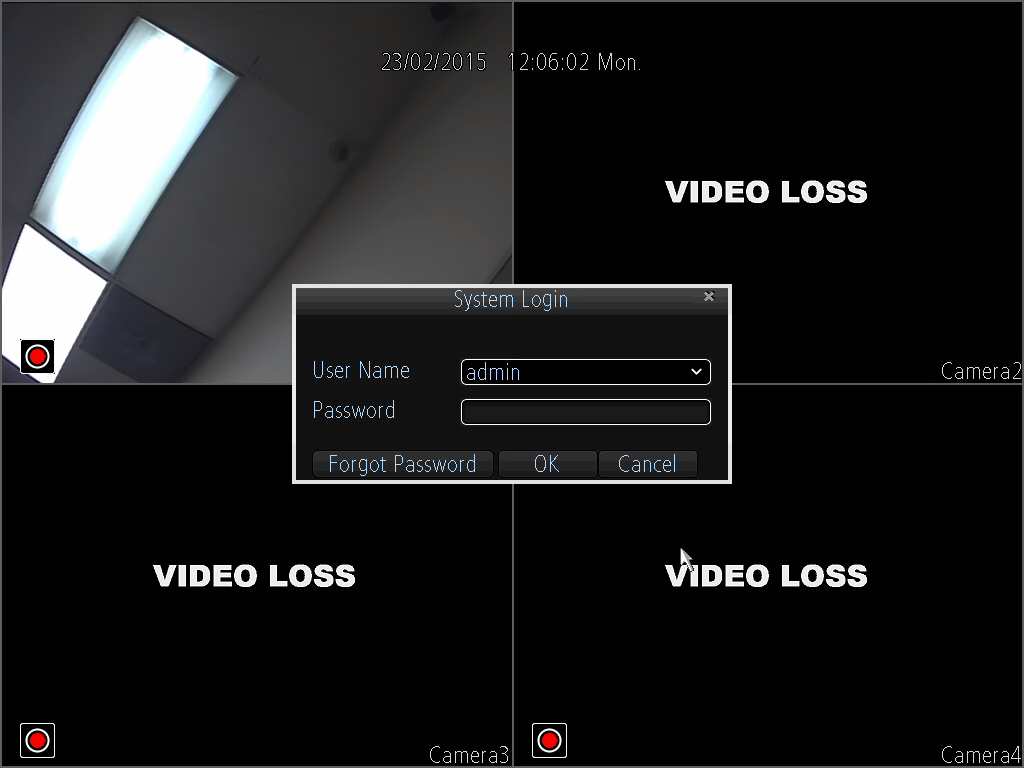 23/02/2015 12:06:02 Mon.
VIDEO LOSS
System Login
User Name admin
Password
Forgot Password OK Cancel
Camera2
VIDEO LOSS
VIDEO LOSS
Camera3
Camera4